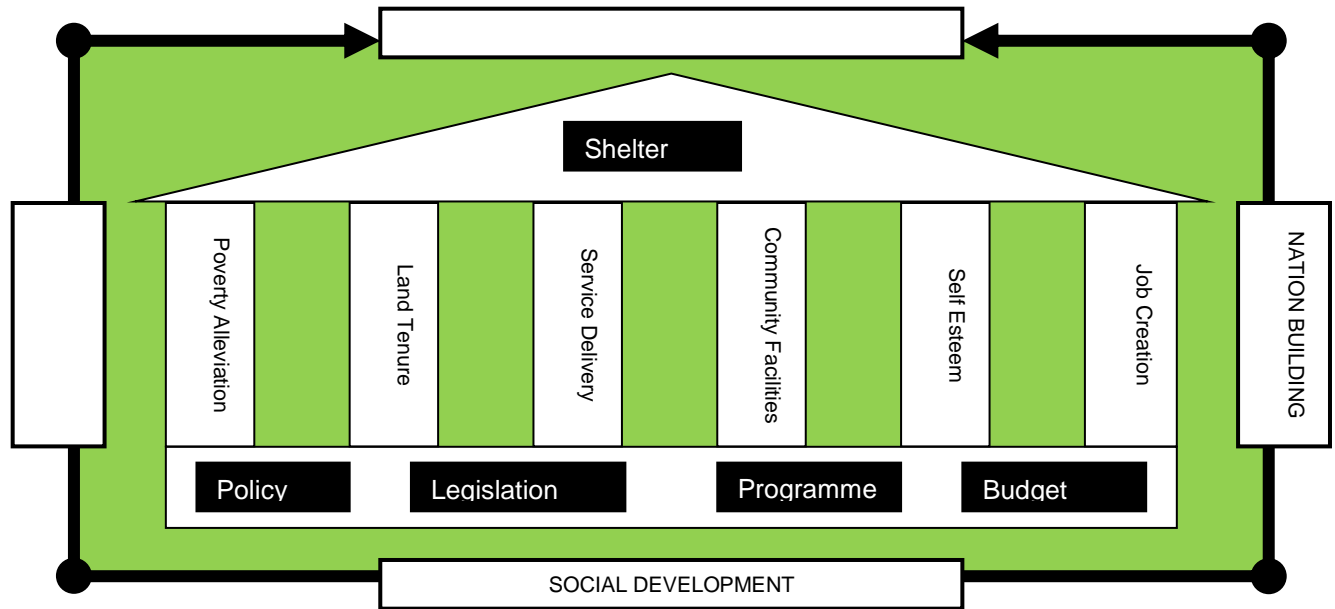 Shelter
Poverty Alleviation
Land Tenure
Service Delivery
Community Facilities
Self Esteem
Job Creation
NATION BUILDING
Policy
Legislation
Programme
Budget
SOCIAL DEVELOPMENT